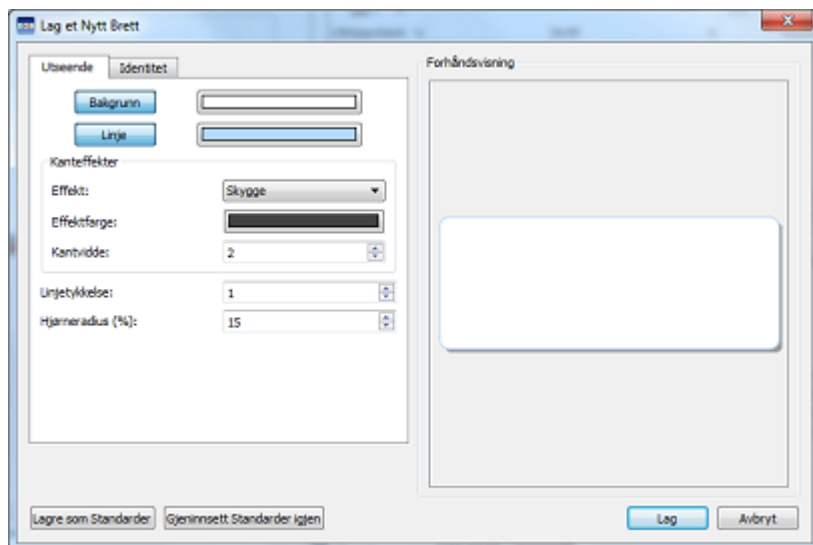 Lag et Nytt Brett
Utseende Identitet
Bakgrunn
Linje
Kanteffekter
Effekt: Skygge
Effektfarge:
Kantvidde: 2
Linjetykkelse: 1
Hjørneradius (%): 15
Forhåndsvisning
Lagre som Standarder Gjeninnsett Standarder igjen Lag Avbryt